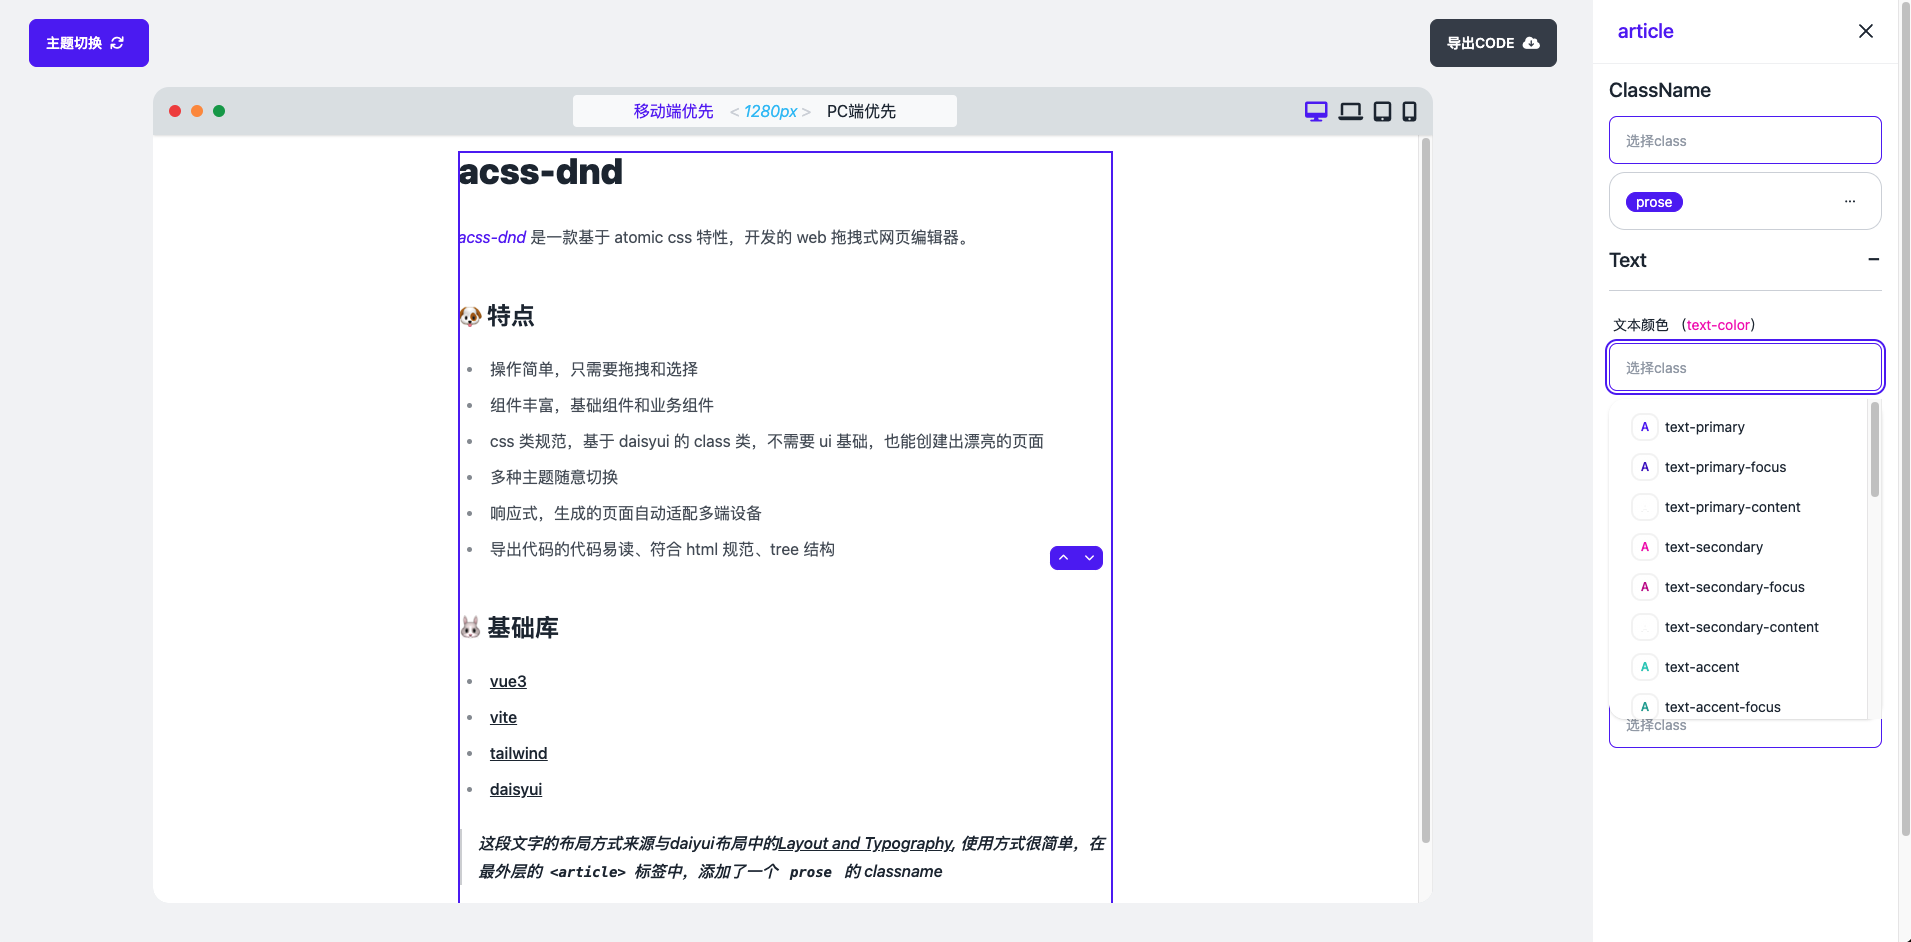 主题切换
导出CODE
移动端优先 < 1280px > PC端优先
acss-dnd
acss-dnd 是一款基于 atomic css 特性，开发的 web 拖拽式网页编辑器。
🐶 特点
• 操作简单，只需要拖拽和选择
• 组件丰富，基础组件和业务组件
• css 类规范，基于 daisyui 的 class 类，不需要 ui 基础，也能创建出漂亮的页面
• 多种主题随意切换
• 响应式，生成的页面自动适配多端设备
• 导出代码的代码易读、符合 html 规范、tree 结构
🐰 基础库
• vue3
• vite
• tailwind
• daisyui
这段文字的布局方式来源与daiyui布局中的Layout and Typography, 使用方式很简单，在
最外层的 <article> 标签中，添加了一个 prose 的 classname
article
ClassName
选择class
prose ···
Text
文本颜色 （text-color）
选择class
A text-primary
A text-primary-focus
text-primary-content
A text-secondary
A text-secondary-focus
text-secondary-content
A text-accent
A text-accent-focus
选择class